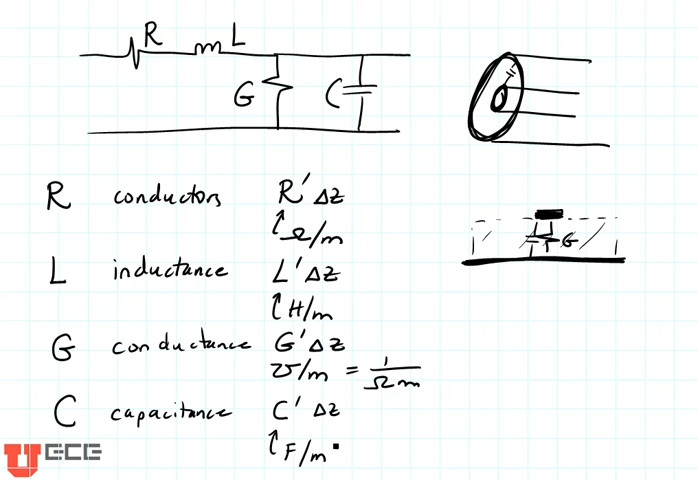 R L
G C
R conductors R′Δz
Ω/m
L inductance L′Δz
H/m
G
G conductance G′Δz
℧/m = 1/Ωm
C capacitance C′Δz
F/m
U ECE